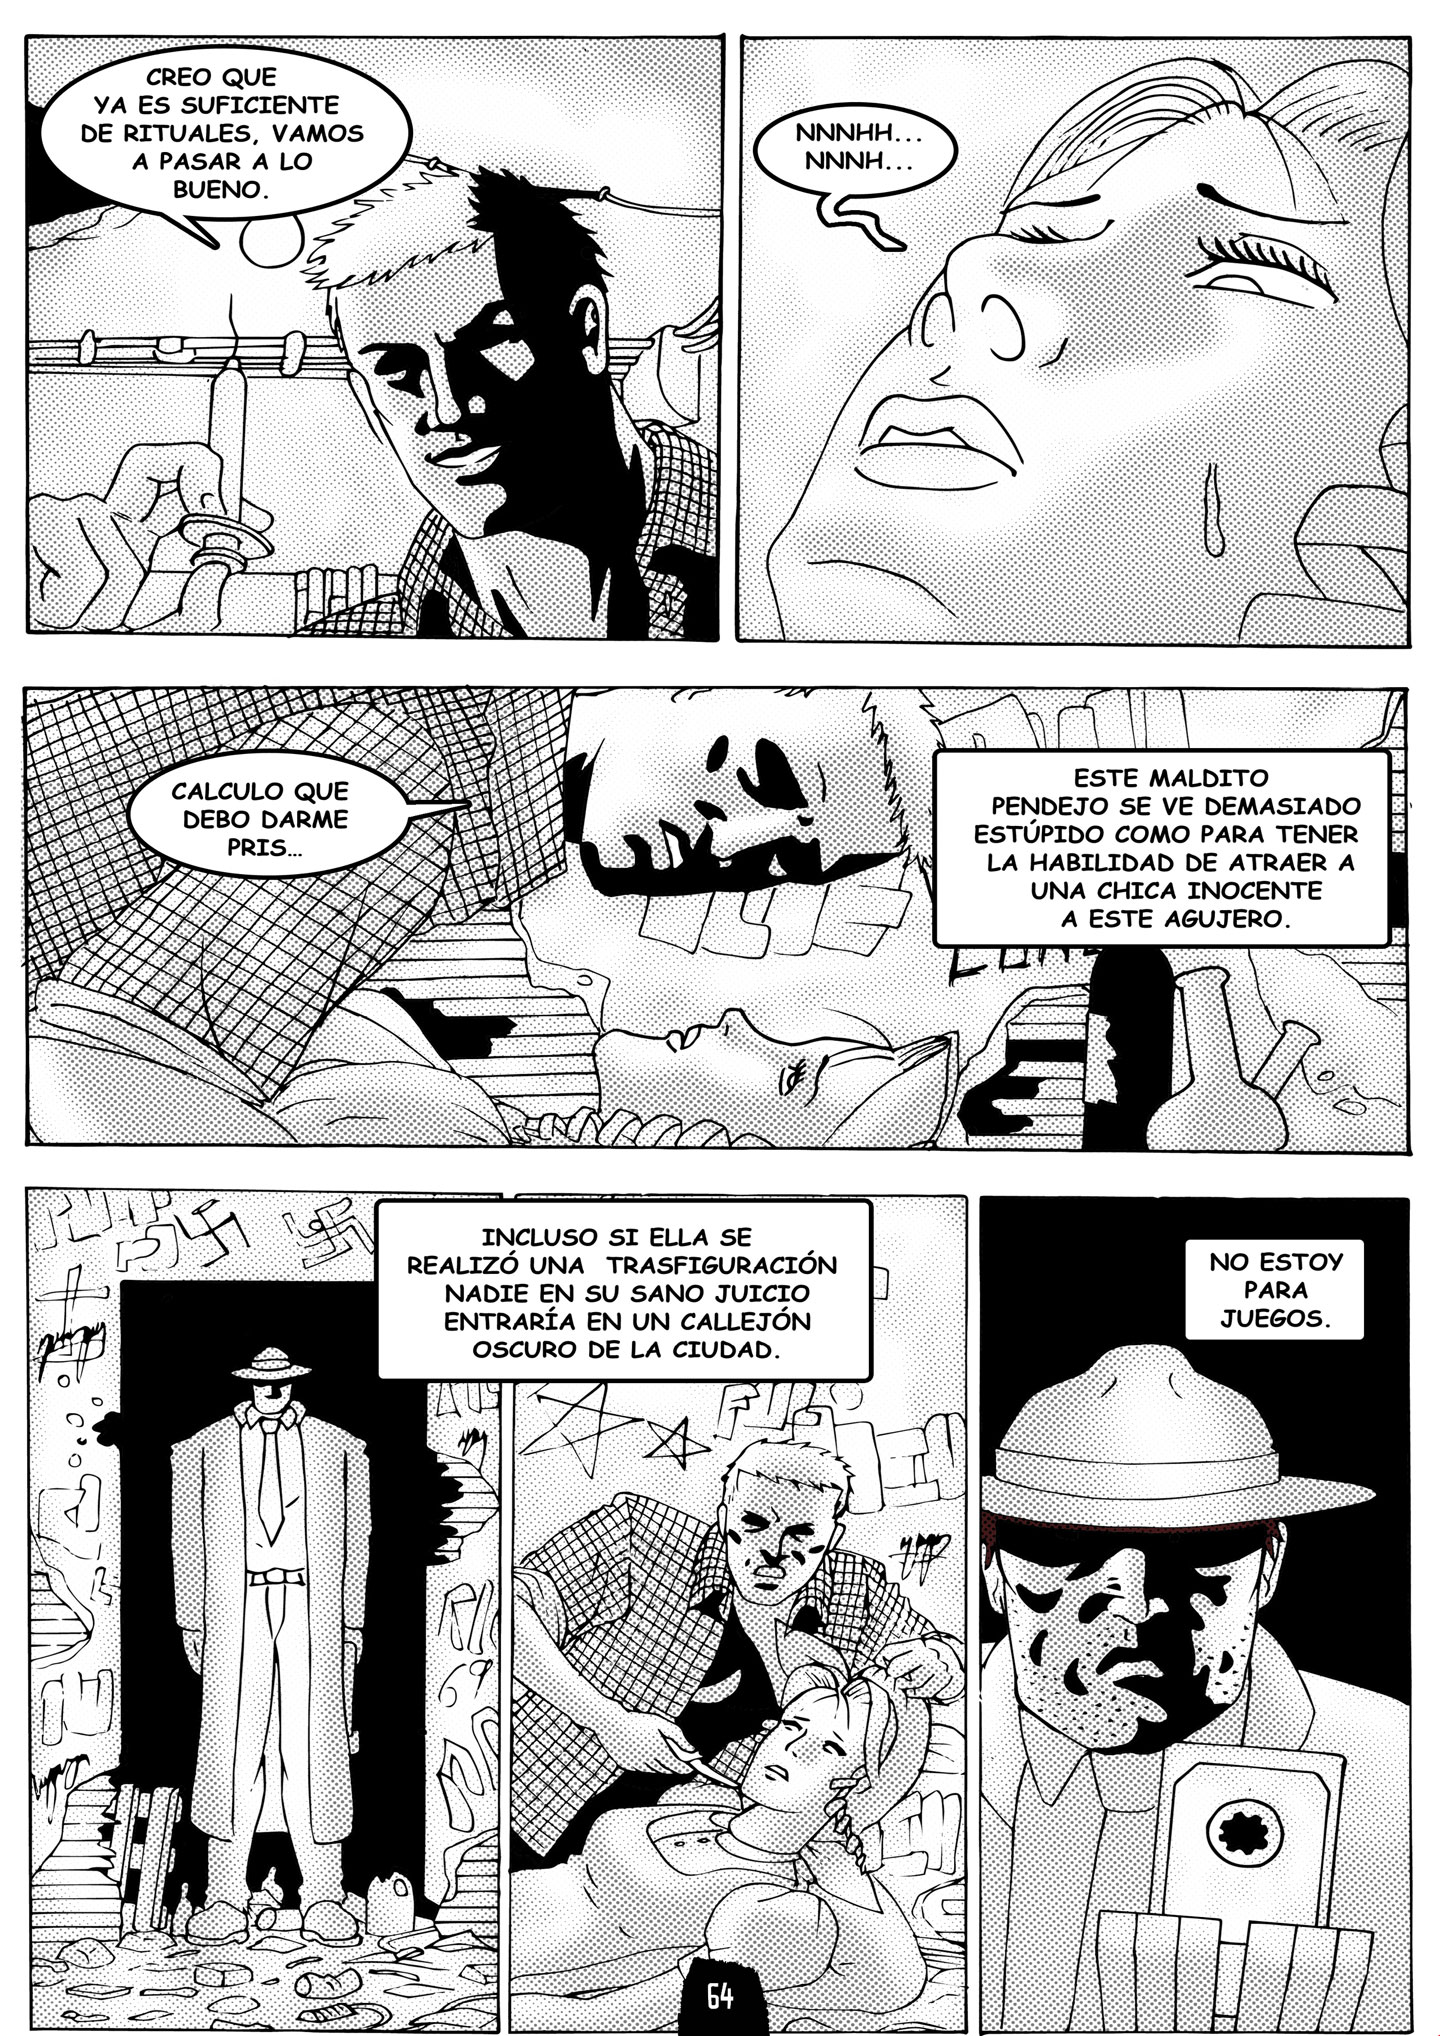 CREO QUE
YA ES SUFICIENTE
DE RITUALES, VAMOS
A PASAR A LO
BUENO.
NNNHH...
NNNH...
CALCULO QUE
DEBO DARME
PRIS...
ESTE MALDITO
PENDEJO SE VE DEMASIADO
ESTÚPIDO COMO PARA TENER
LA HABILIDAD DE ATRAER A
UNA CHICA INOCENTE
A ESTE AGUJERO.
INCLUSO SI ELLA SE
REALIZÓ UNA TRASFIGURACIÓN
NADIE EN SU SANO JUICIO
ENTRARÍA EN UN CALLEJÓN
OSCURO DE LA CIUDAD.
NO ESTOY
PARA
JUEGOS.
64